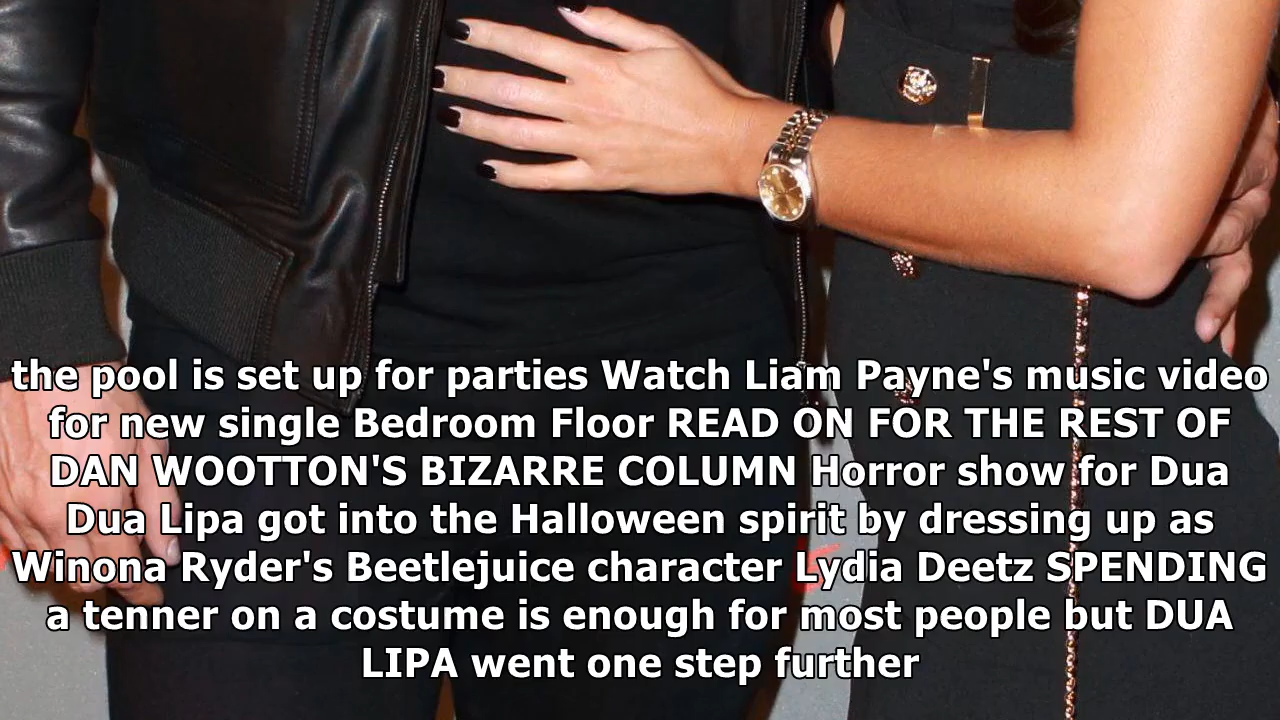 the pool is set up for parties Watch Liam Payne's music video
for new single Bedroom Floor READ ON FOR THE REST OF
DAN WOOTTON'S BIZARRE COLUMN Horror show for Dua
Dua Lipa got into the Halloween spirit by dressing up as
Winona Ryder's Beetlejuice character Lydia Deetz SPENDING
a tenner on a costume is enough for most people but DUA
LIPA went one step further